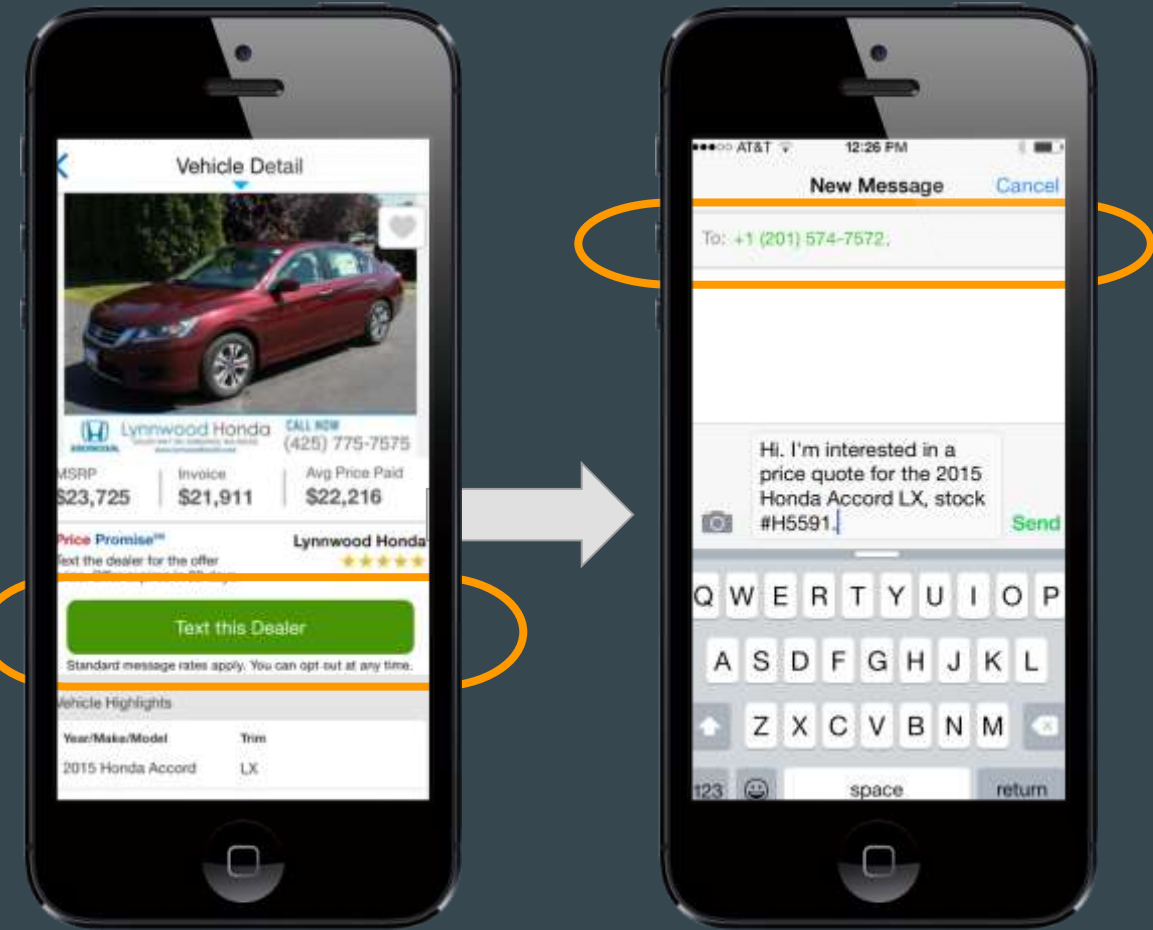 Vehicle Detail
HONDA
Lynnwood Honda
CALL NOW
(425) 775-7575
MSRP
Invoice
Avg Price Paid
$23,725
$21,911
$22,216
Price Promise℠
Lynnwood Honda
Text the dealer for the offer
Text this Dealer
Standard message rates apply. You can opt out at any time.
Vehicle Highlights
Year/Make/Model
Trim
2015 Honda Accord
LX
AT&T
12:26 PM
New Message
Cancel
To: +1 (201) 574-7572,
Hi. I'm interested in a
price quote for the 2015
Honda Accord LX, stock
#H5591.
Send
Q W E R T Y U I O P
A S D F G H J K L
Z X C V B N M
123
space
return